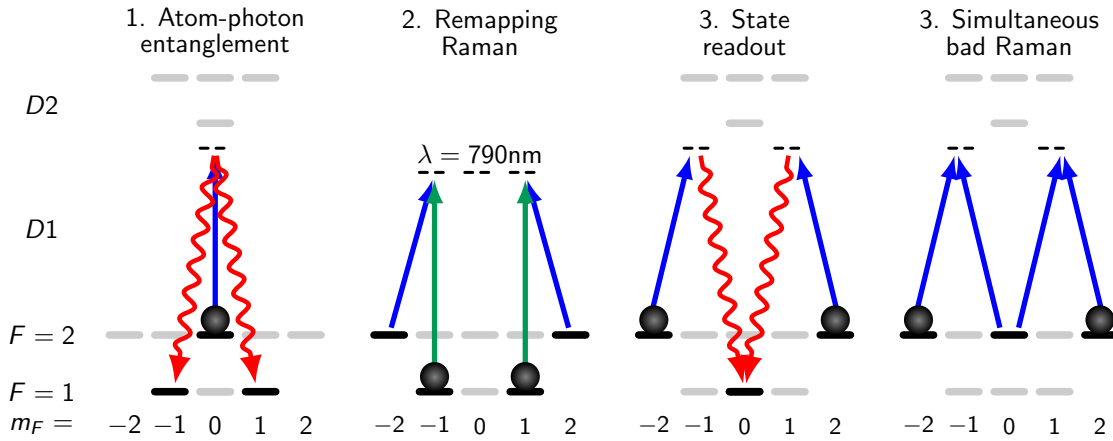 1. Atom-photon
entanglement
2. Remapping
Raman
3. State
readout
3. Simultaneous
bad Raman
D2
λ = 790nm
D1
F = 2
F = 1
m_F = −2 −1 0 1 2 −2 −1 0 1 2 −2 −1 0 1 2 −2 −1 0 1 2